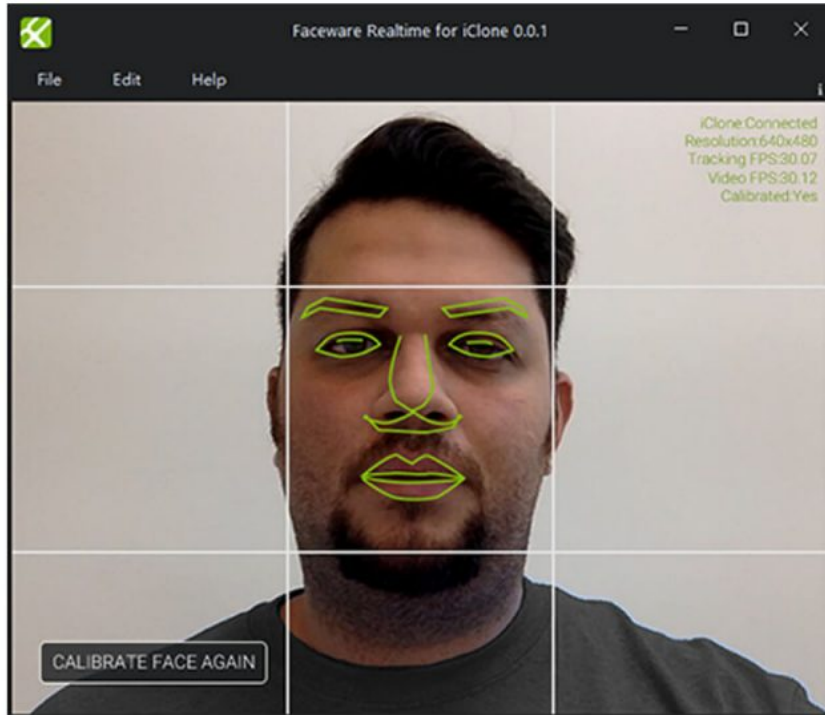 Faceware Realtime for iClone 0.0.1
File Edit Help
i
iClone:Connected
Resolution:640x480
Tracking FPS:30.07
Video FPS:30.12
Calibrated:Yes
CALIBRATE FACE AGAIN